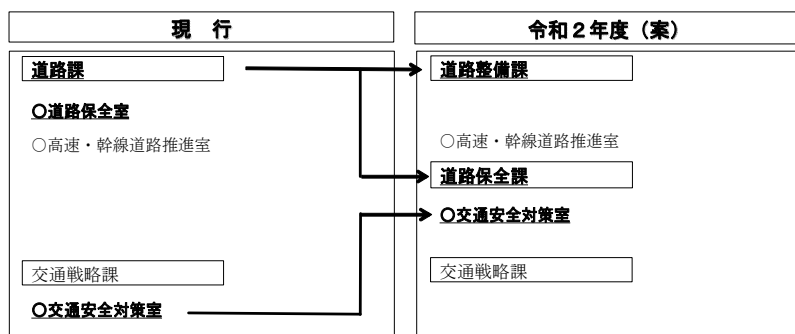 現　行
道路課
〇道路保全室
○高速・幹線道路推進室
交通戦略課
〇交通安全対策室
令和２年度（案）
道路整備課
○高速・幹線道路推進室
道路保全課
〇交通安全対策室
交通戦略課